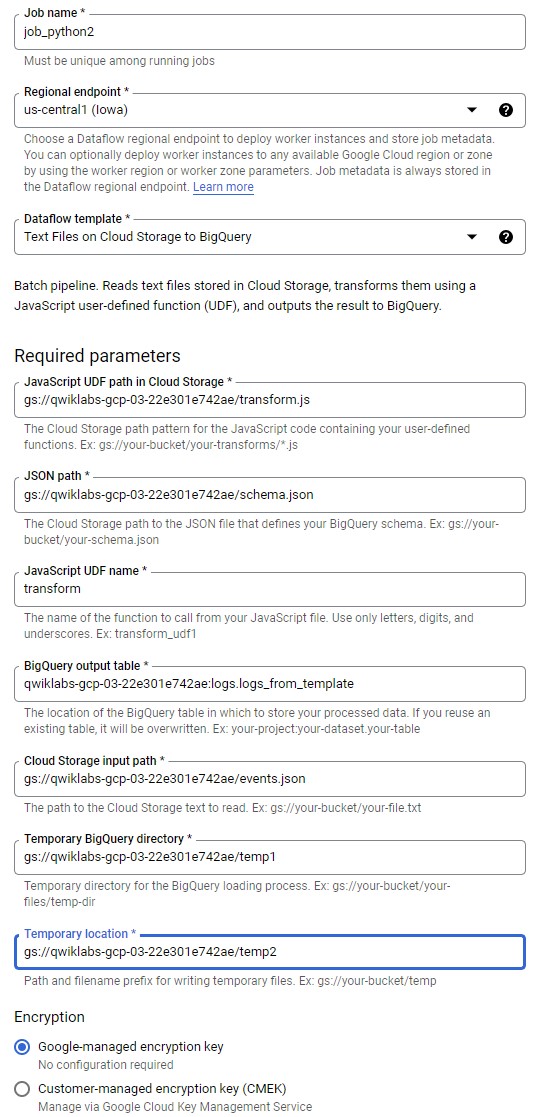 Job name *
job_python2
Must be unique among running jobs
Regional endpoint *
us-central1 (Iowa)
Choose a Dataflow regional endpoint to deploy worker instances and store job metadata.
You can optionally deploy worker instances to any available Google Cloud region or zone
by using the worker region or worker zone parameters. Job metadata is always stored in
the Dataflow regional endpoint. Learn more
Dataflow template *
Text Files on Cloud Storage to BigQuery
Batch pipeline. Reads text files stored in Cloud Storage, transforms them using a
JavaScript user-defined function (UDF), and outputs the result to BigQuery.
Required parameters
JavaScript UDF path in Cloud Storage *
gs://qwiklabs-gcp-03-22e301e742ae/transform.js
The Cloud Storage path pattern for the JavaScript code containing your user-defined
functions. Ex: gs://your-bucket/your-transforms/*.js
JSON path *
gs://qwiklabs-gcp-03-22e301e742ae/schema.json
The Cloud Storage path to the JSON file that defines your BigQuery schema. Ex: gs://your-
bucket/your-schema.json
JavaScript UDF name *
transform
The name of the function to call from your JavaScript file. Use only letters, digits, and
underscores. Ex: transform_udf1
BigQuery output table *
qwiklabs-gcp-03-22e301e742ae:logs.logs_from_template
The location of the BigQuery table in which to store your processed data. If you reuse an
existing table, it will be overwritten. Ex: your-project:your-dataset.your-table
Cloud Storage input path *
gs://qwiklabs-gcp-03-22e301e742ae/events.json
The path to the Cloud Storage text to read. Ex: gs://your-bucket/your-file.txt
Temporary BigQuery directory *
gs://qwiklabs-gcp-03-22e301e742ae/temp1
Temporary directory for the BigQuery loading process. Ex: gs://your-bucket/your-
files/temp-dir
Temporary location *
gs://qwiklabs-gcp-03-22e301e742ae/temp2
Path and filename prefix for writing temporary files. Ex: gs://your-bucket/temp
Encryption
Google-managed encryption key
No configuration required
Customer-managed encryption key (CMEK)
Manage via Google Cloud Key Management Service